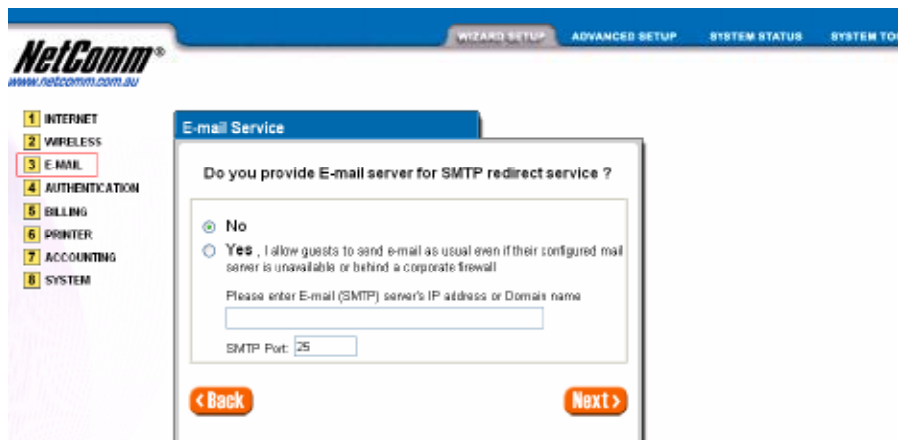 WIZARD SETUP ADVANCED SETUP SYSTEM STATUS SYSTEM TOO
NetComm®
www.netcomm.com.au
1 INTERNET
2 WIRELESS
3 E-MAIL
4 AUTHENTICATION
5 BILLING
6 PRINTER
7 ACCOUNTING
8 SYSTEM
E-mail Service
Do you provide E-mail server for SMTP redirect service ?
No
Yes , I allow guests to send e-mail as usual even if their configured mail
server is unavailable or behind a corporate firewall
Please enter E-mail (SMTP) server's IP address or Domain name
SMTP Port: 25
< Back Next >